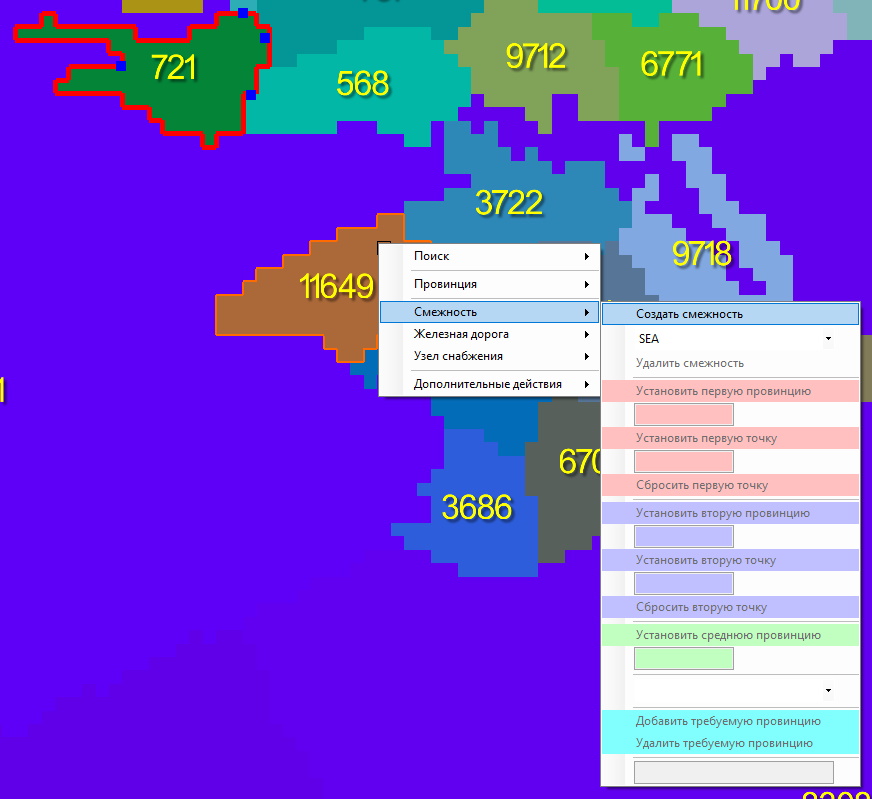 11700
721
568
9712
6771
3722
9718
11649
Поиск
Провинция
Смежность
Железная дорога
Узел снабжения
Дополнительные действия
Создать смежность
SEA
Удалить смежность
Установить первую провинцию
Установить первую точку
Сбросить первую точку
Установить вторую провинцию
Установить вторую точку
Сбросить вторую точку
Установить среднюю провинцию
Добавить требуемую провинцию
Удалить требуемую провинцию
670
3686